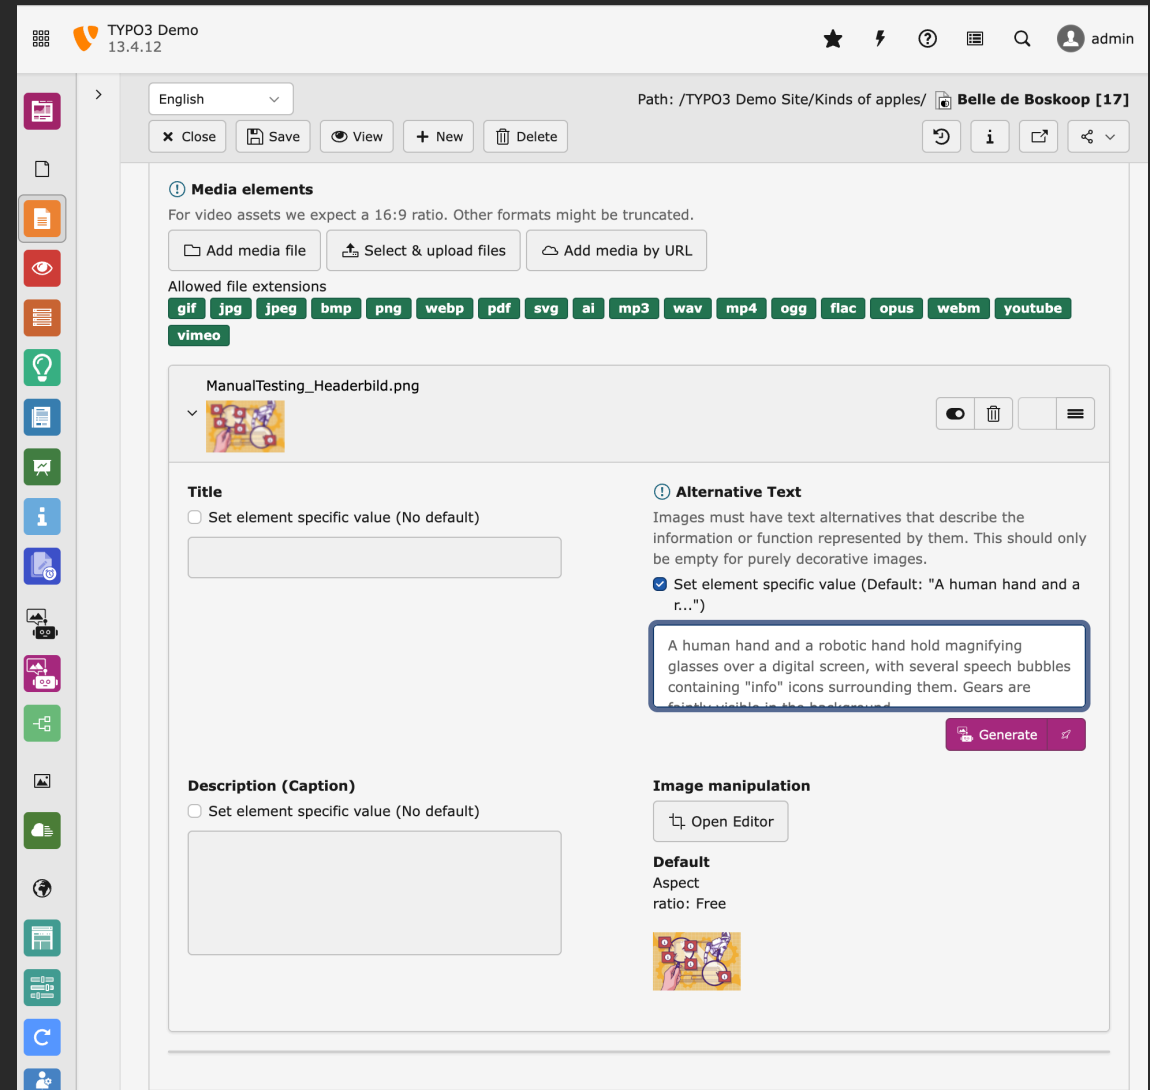 TYPO3 Demo
13.4.12
admin
English
Path: /TYPO3 Demo Site/Kinds of apples/ Belle de Boskoop [17]
Close Save View New Delete
Media elements
For video assets we expect a 16:9 ratio. Other formats might be truncated.
Add media file Select & upload files Add media by URL
Allowed file extensions
gif jpg jpeg bmp png webp pdf svg ai mp3 wav mp4 ogg flac opus webm youtube
vimeo
ManualTesting_Headerbild.png
Title
Set element specific value (No default)
Alternative Text
Images must have text alternatives that describe the
information or function represented by them. This should only
be empty for purely decorative images.
Set element specific value (Default: "A human hand and a
r...")
A human hand and a robotic hand hold magnifying
glasses over a digital screen, with several speech bubbles
containing "info" icons surrounding them. Gears are
faintly visible in the background.
Generate
Description (Caption)
Set element specific value (No default)
Image manipulation
Open Editor
Default
Aspect
ratio: Free